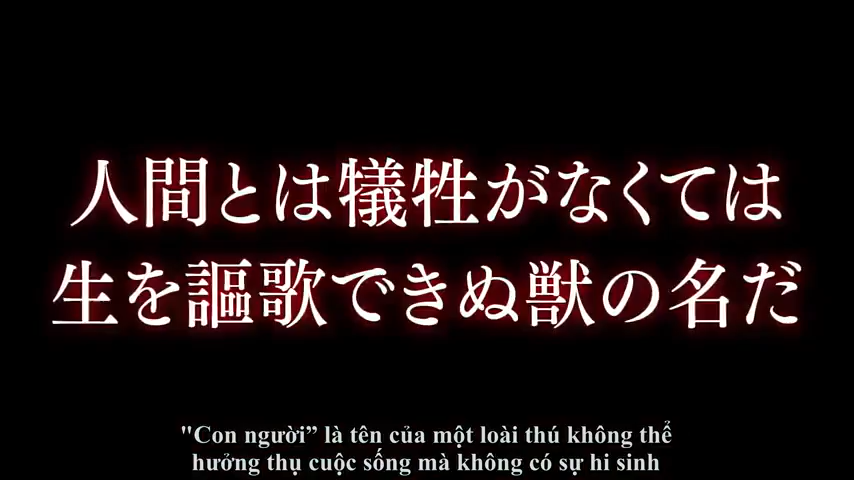 人間とは犠牲がなくては
生を謳歌できぬ獣の名だ
"Con người” là tên của một loài thú không thể
hưởng thụ cuộc sống mà không có sự hi sinh